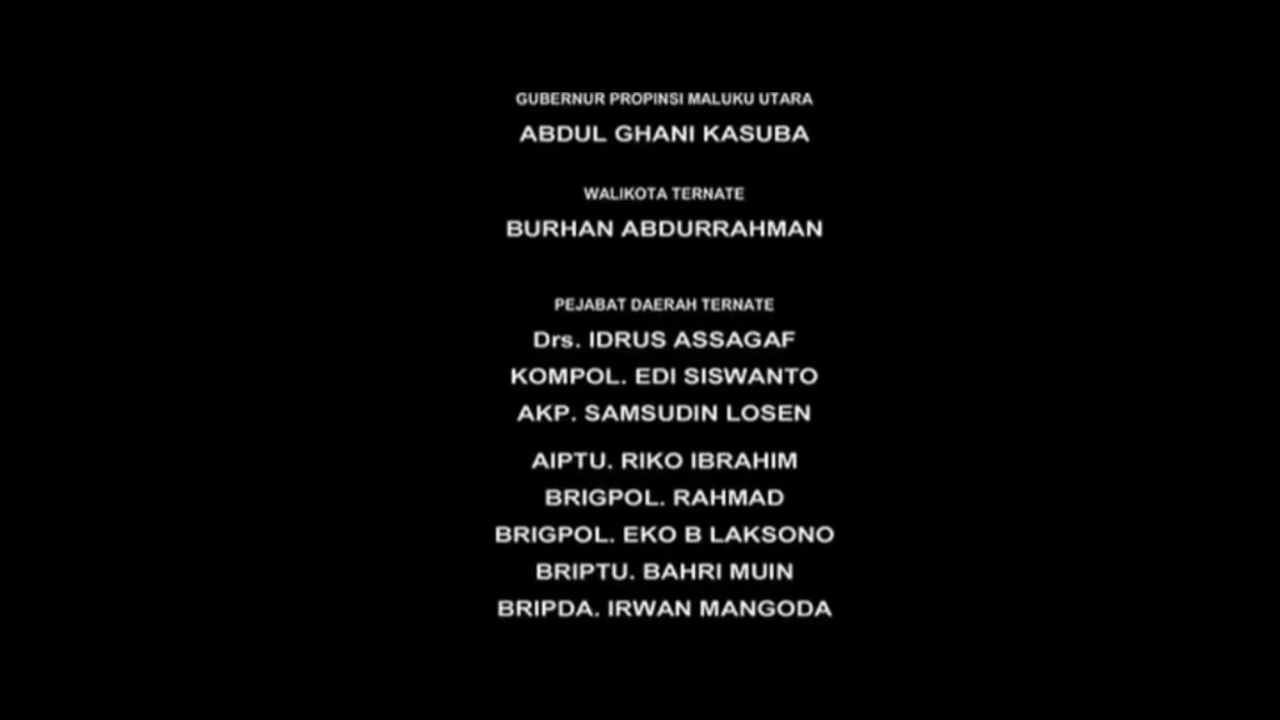 GUBERNUR PROPINSI MALUKU UTARA
ABDUL GHANI KASUBA
WALIKOTA TERNATE
BURHAN ABDURRAHMAN
PEJABAT DAERAH TERNATE
Drs. IDRUS ASSAGAF
KOMPOL. EDI SISWANTO
AKP. SAMSUDIN LOSEN
AIPTU. RIKO IBRAHIM
BRIGPOL. RAHMAD
BRIGPOL. EKO B LAKSONO
BRIPTU. BAHRI MUIN
BRIPDA. IRWAN MANGODA